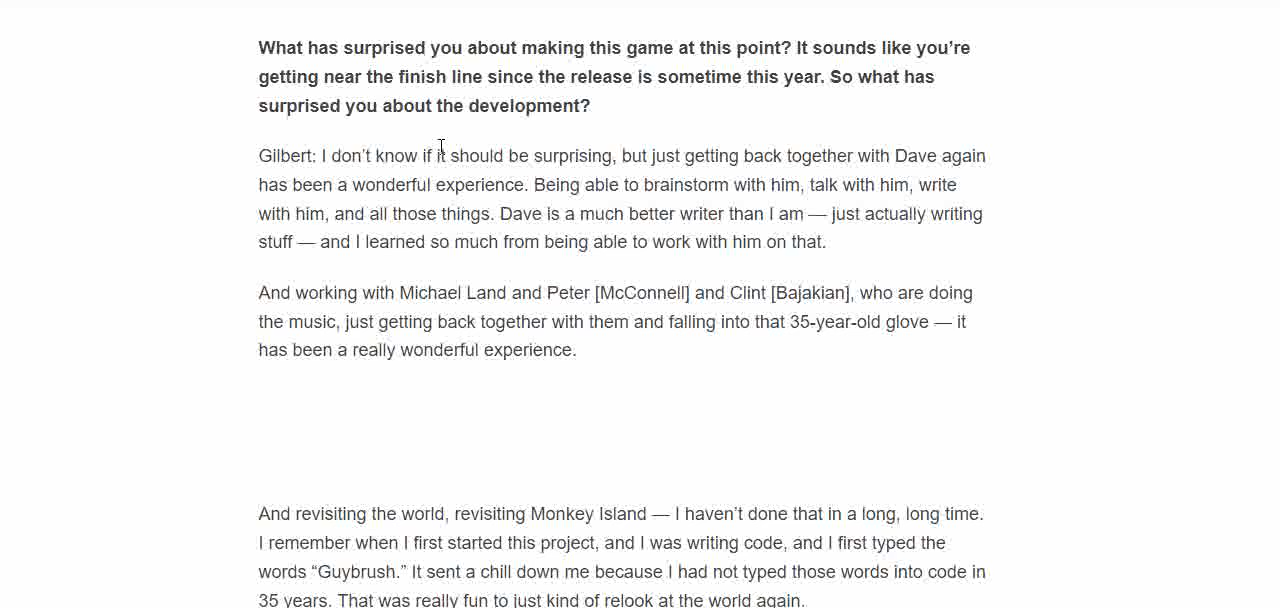 What has surprised you about making this game at this point? It sounds like you’re
getting near the finish line since the release is sometime this year. So what has
surprised you about the development?
Gilbert: I don’t know if it should be surprising, but just getting back together with Dave again
has been a wonderful experience. Being able to brainstorm with him, talk with him, write
with him, and all those things. Dave is a much better writer than I am — just actually writing
stuff — and I learned so much from being able to work with him on that.
And working with Michael Land and Peter [McConnell] and Clint [Bajakian], who are doing
the music, just getting back together with them and falling into that 35-year-old glove — it
has been a really wonderful experience.
And revisiting the world, revisiting Monkey Island — I haven’t done that in a long, long time.
I remember when I first started this project, and I was writing code, and I first typed the
words “Guybrush.” It sent a chill down me because I had not typed those words into code in
35 years. That was really fun to just kind of relook at the world again.